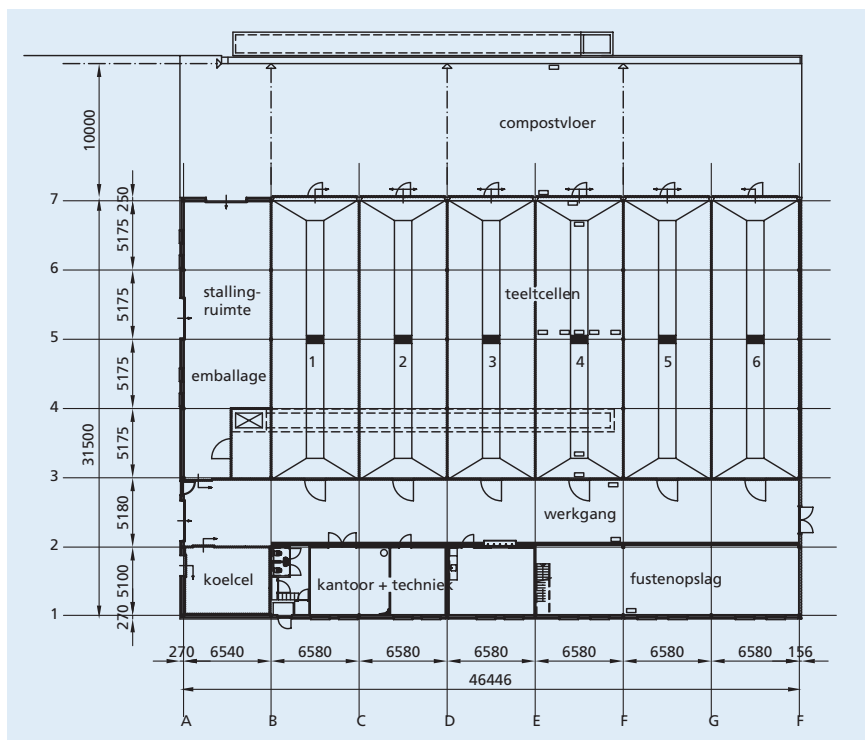 compostvloer
10000
7
250
5175
6
stalling-
ruimte
teeltcellen
5175
5
1 2 3 4 5 6
emballage
5175
4
31500
5175
3
werkgang
5180
2
koelcel
kantoor + techniek
fustenopslag
5100
1
270
270 6540 6580 6580 6580 6580 6580 6580 156
46446
A B C D E F G F